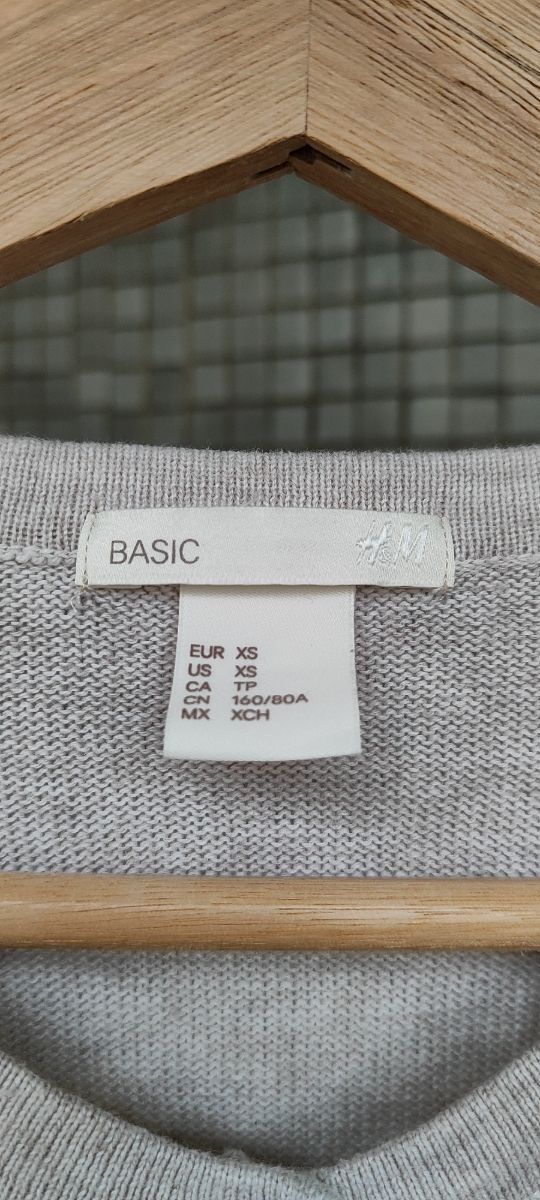 BASIC H&M
EUR XS
US XS
CA TP
CN 160/80A
MX XCH